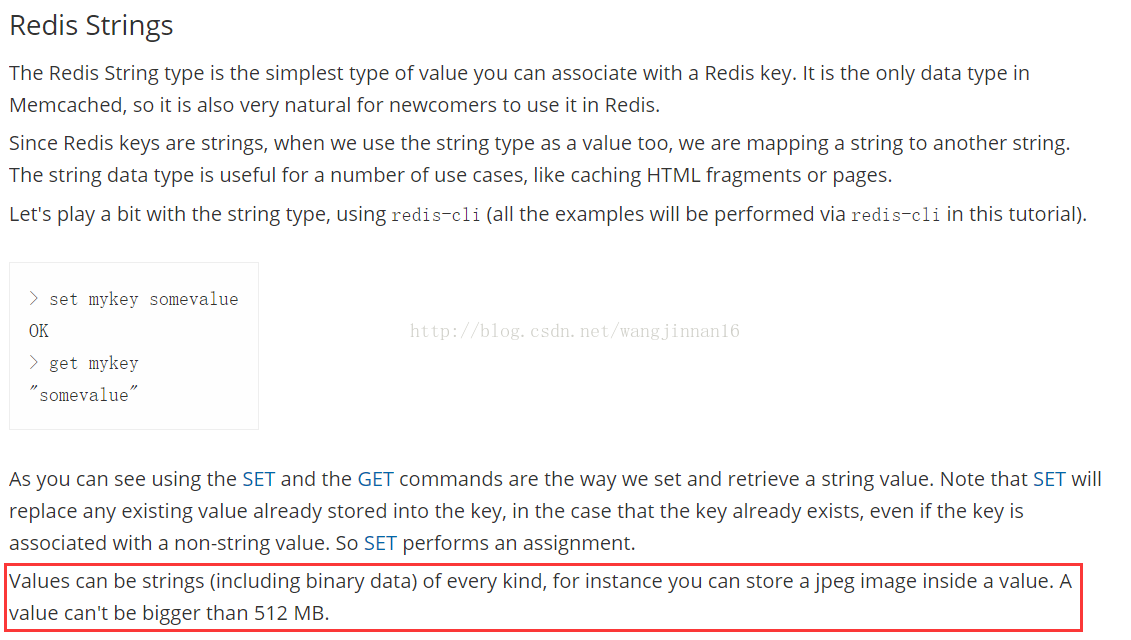 Redis Strings
The Redis String type is the simplest type of value you can associate with a Redis key. It is the only data type in
Memcached, so it is also very natural for newcomers to use it in Redis.
Since Redis keys are strings, when we use the string type as a value too, we are mapping a string to another string.
The string data type is useful for a number of use cases, like caching HTML fragments or pages.
Let's play a bit with the string type, using redis-cli (all the examples will be performed via redis-cli in this tutorial).
> set mykey somevalue
OK
http://blog.csdn.net/wangjinnan16
> get mykey
"somevalue"
As you can see using the SET and the GET commands are the way we set and retrieve a string value. Note that SET will
replace any existing value already stored into the key, in the case that the key already exists, even if the key is
associated with a non-string value. So SET performs an assignment.
Values can be strings (including binary data) of every kind, for instance you can store a jpeg image inside a value. A
value can't be bigger than 512 MB.